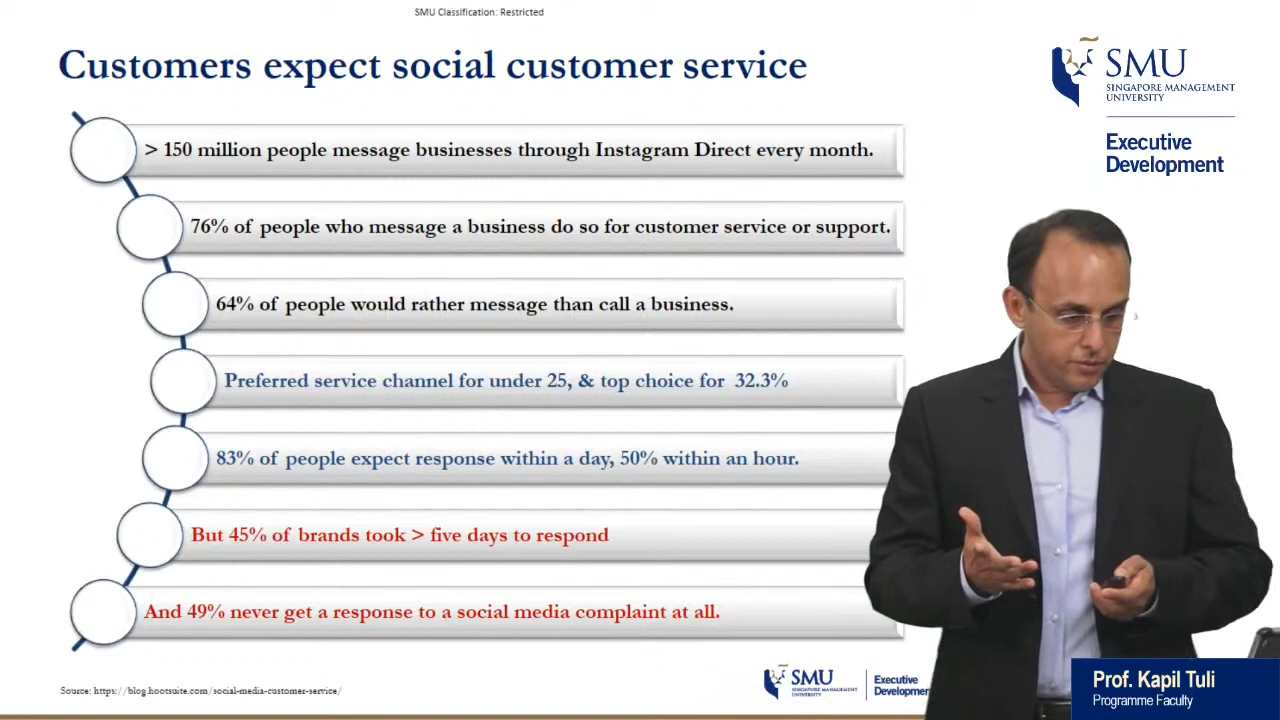 SMU Classification: Restricted
Customers expect social customer service
SMU
SINGAPORE MANAGEMENT
UNIVERSITY
Executive
Development
> 150 million people message businesses through Instagram Direct every month.
76% of people who message a business do so for customer service or support.
64% of people would rather message than call a business.
Preferred service channel for under 25, & top choice for 32.3%
83% of people expect response within a day, 50% within an hour.
But 45% of brands took > five days to respond
And 49% never get a response to a social media complaint at all.
Source: https://blog.hootsuite.com/social-media-customer-service/
SMU
SINGAPORE MANAGEMENT
UNIVERSITY
Executive
Developmen
Prof. Kapil Tuli
Programme Faculty